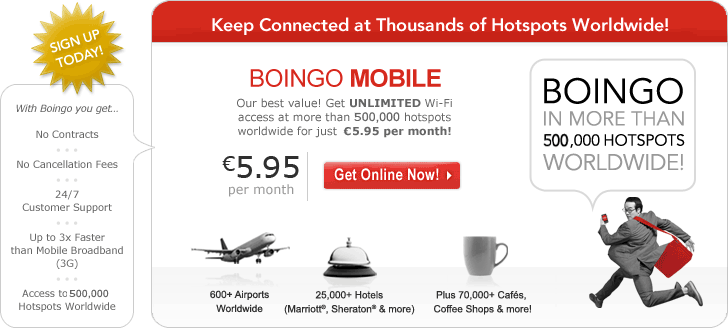 Keep Connected at Thousands of Hotspots Worldwide!
SIGN UP
TODAY!
With Boingo you get...
No Contracts
No Cancellation Fees
24/7
Customer Support
Up to 3x Faster
than Mobile Broadband
(3G)
Access to 500,000
Hotspots Worldwide
BOINGO MOBILE
Our best value! Get UNLIMITED Wi-Fi
access at more than 500,000 hotspots
worldwide for just €5.95 per month!
€5.95
per month
Get Online Now!
BOINGO
IN MORE THAN
500,000 HOTSPOTS
WORLDWIDE!
600+ Airports
Worldwide
25,000+ Hotels
(Marriott®, Sheraton® & more)
Plus 70,000+ Cafés,
Coffee Shops & more!